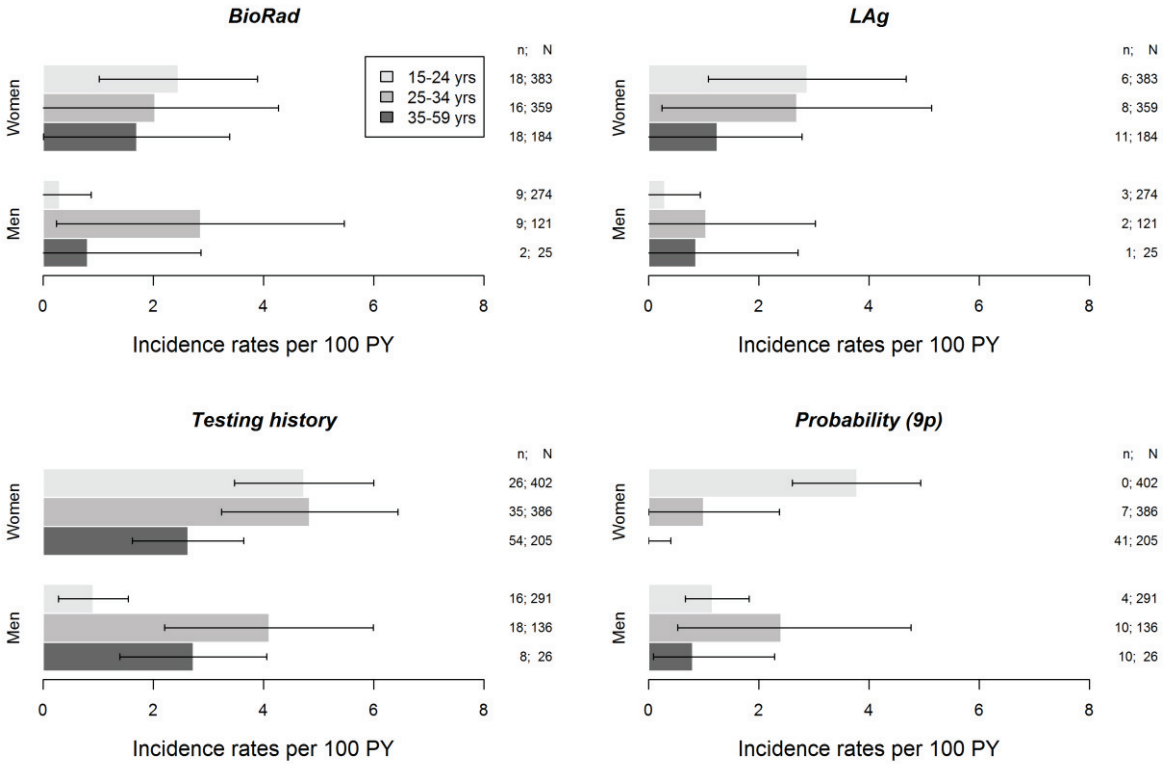 BioRad
n; N
Women
18; 383
16; 359
18; 184
Men
9; 274
9; 121
2; 25
15-24 yrs
25-34 yrs
35-59 yrs
0 2 4 6 8
Incidence rates per 100 PY
LAg
n; N
Women
6; 383
8; 359
11; 184
Men
3; 274
2; 121
1; 25
0 2 4 6 8
Incidence rates per 100 PY
Testing history
n; N
Women
26; 402
35; 386
54; 205
Men
16; 291
18; 136
8; 26
0 2 4 6 8
Incidence rates per 100 PY
Probability (9p)
n; N
Women
0; 402
7; 386
41; 205
Men
4; 291
10; 136
10; 26
0 2 4 6 8
Incidence rates per 100 PY